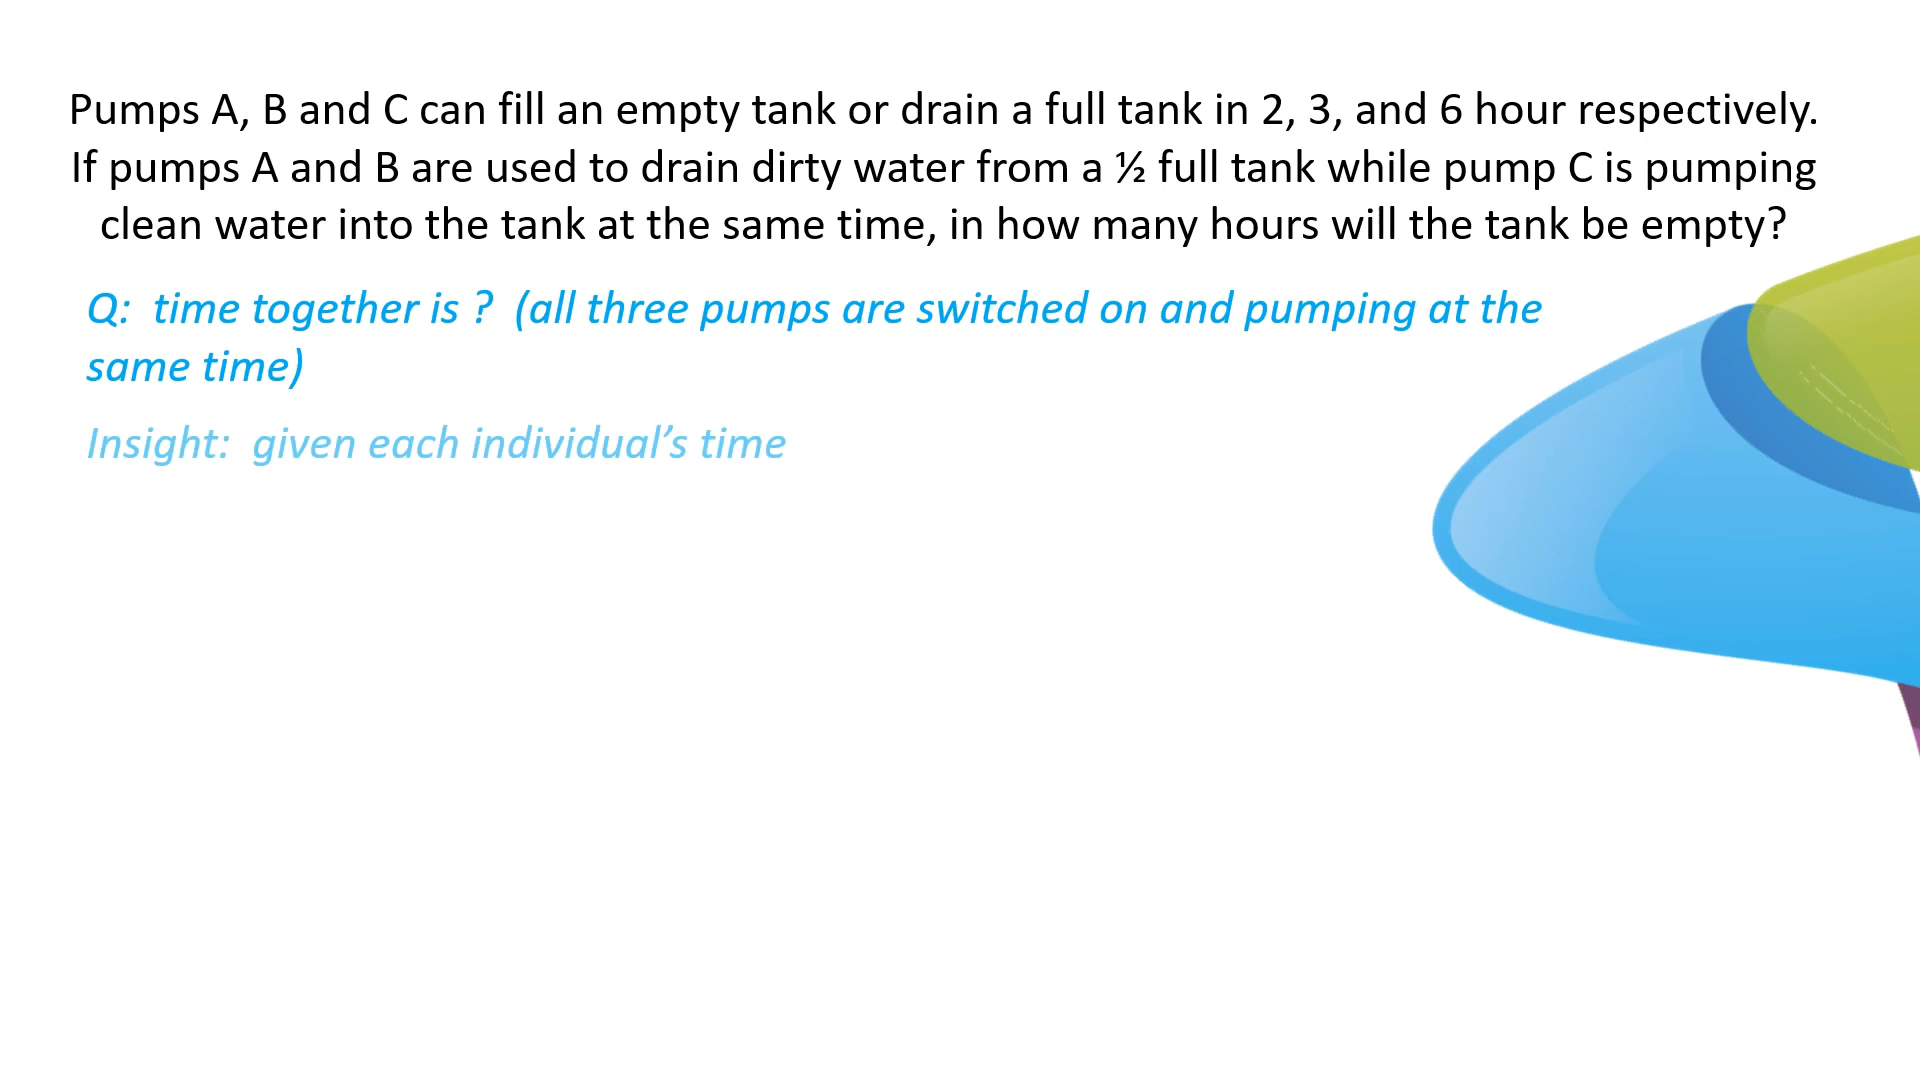 Pumps A, B and C can fill an empty tank or drain a full tank in 2, 3, and 6 hour respectively.
If pumps A and B are used to drain dirty water from a ½ full tank while pump C is pumping
clean water into the tank at the same time, in how many hours will the tank be empty?
Q:  time together is ?  (all three pumps are switched on and pumping at the
same time)
Insight:  given each individual’s time